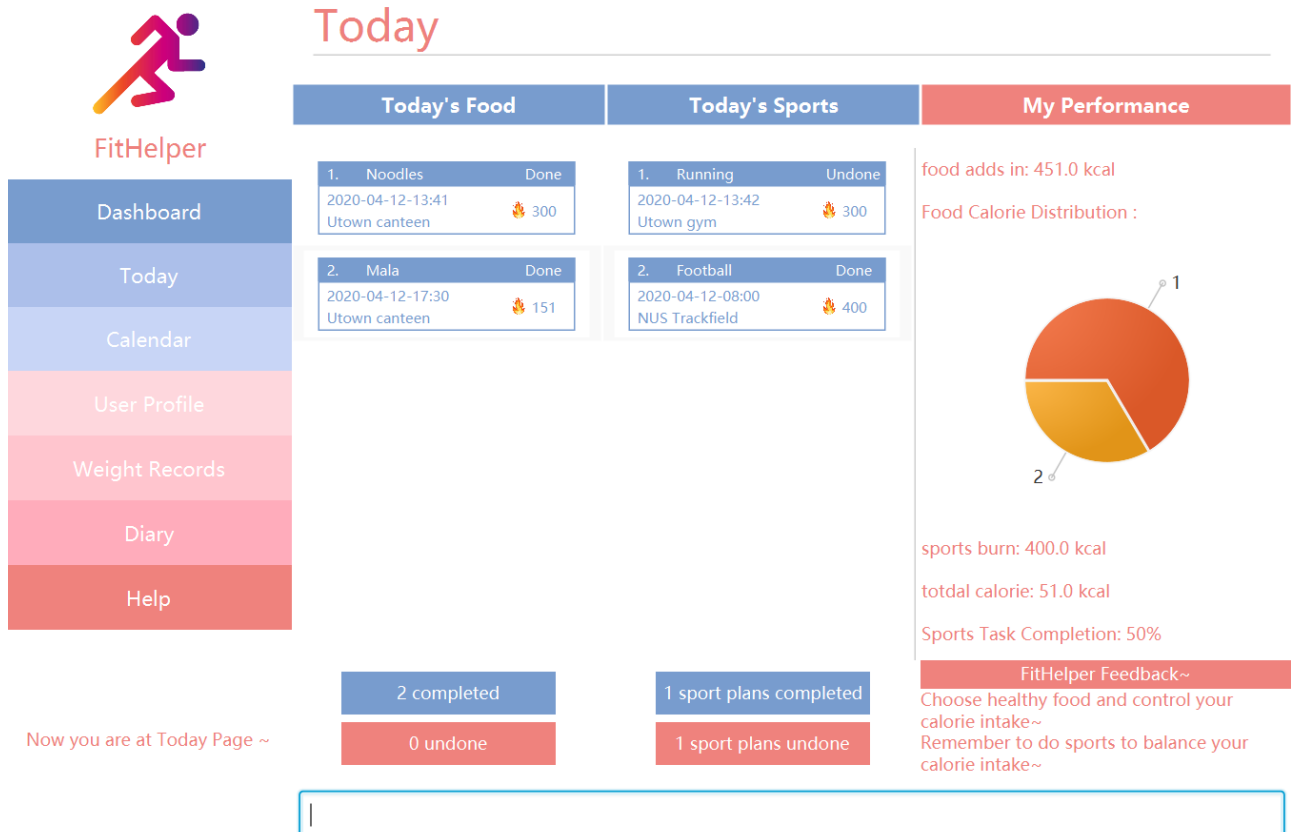 Today
FitHelper
Dashboard
Today
Calendar
User Profile
Weight Records
Diary
Help
Now you are at Today Page ~
Today's Food
1. Noodles Done
2020-04-12-13:41
300
Utown canteen
2. Mala Done
2020-04-12-17:30
151
Utown canteen
2 completed
0 undone
Today's Sports
1. Running Undone
2020-04-12-13:42
300
Utown gym
2. Football Done
2020-04-12-08:00
400
NUS Trackfield
1 sport plans completed
1 sport plans undone
My Performance
food adds in: 451.0 kcal
Food Calorie Distribution :
1
2
sports burn: 400.0 kcal
totdal calorie: 51.0 kcal
Sports Task Completion: 50%
FitHelper Feedback~
Choose healthy food and control your
calorie intake~
Remember to do sports to balance your
calorie intake~